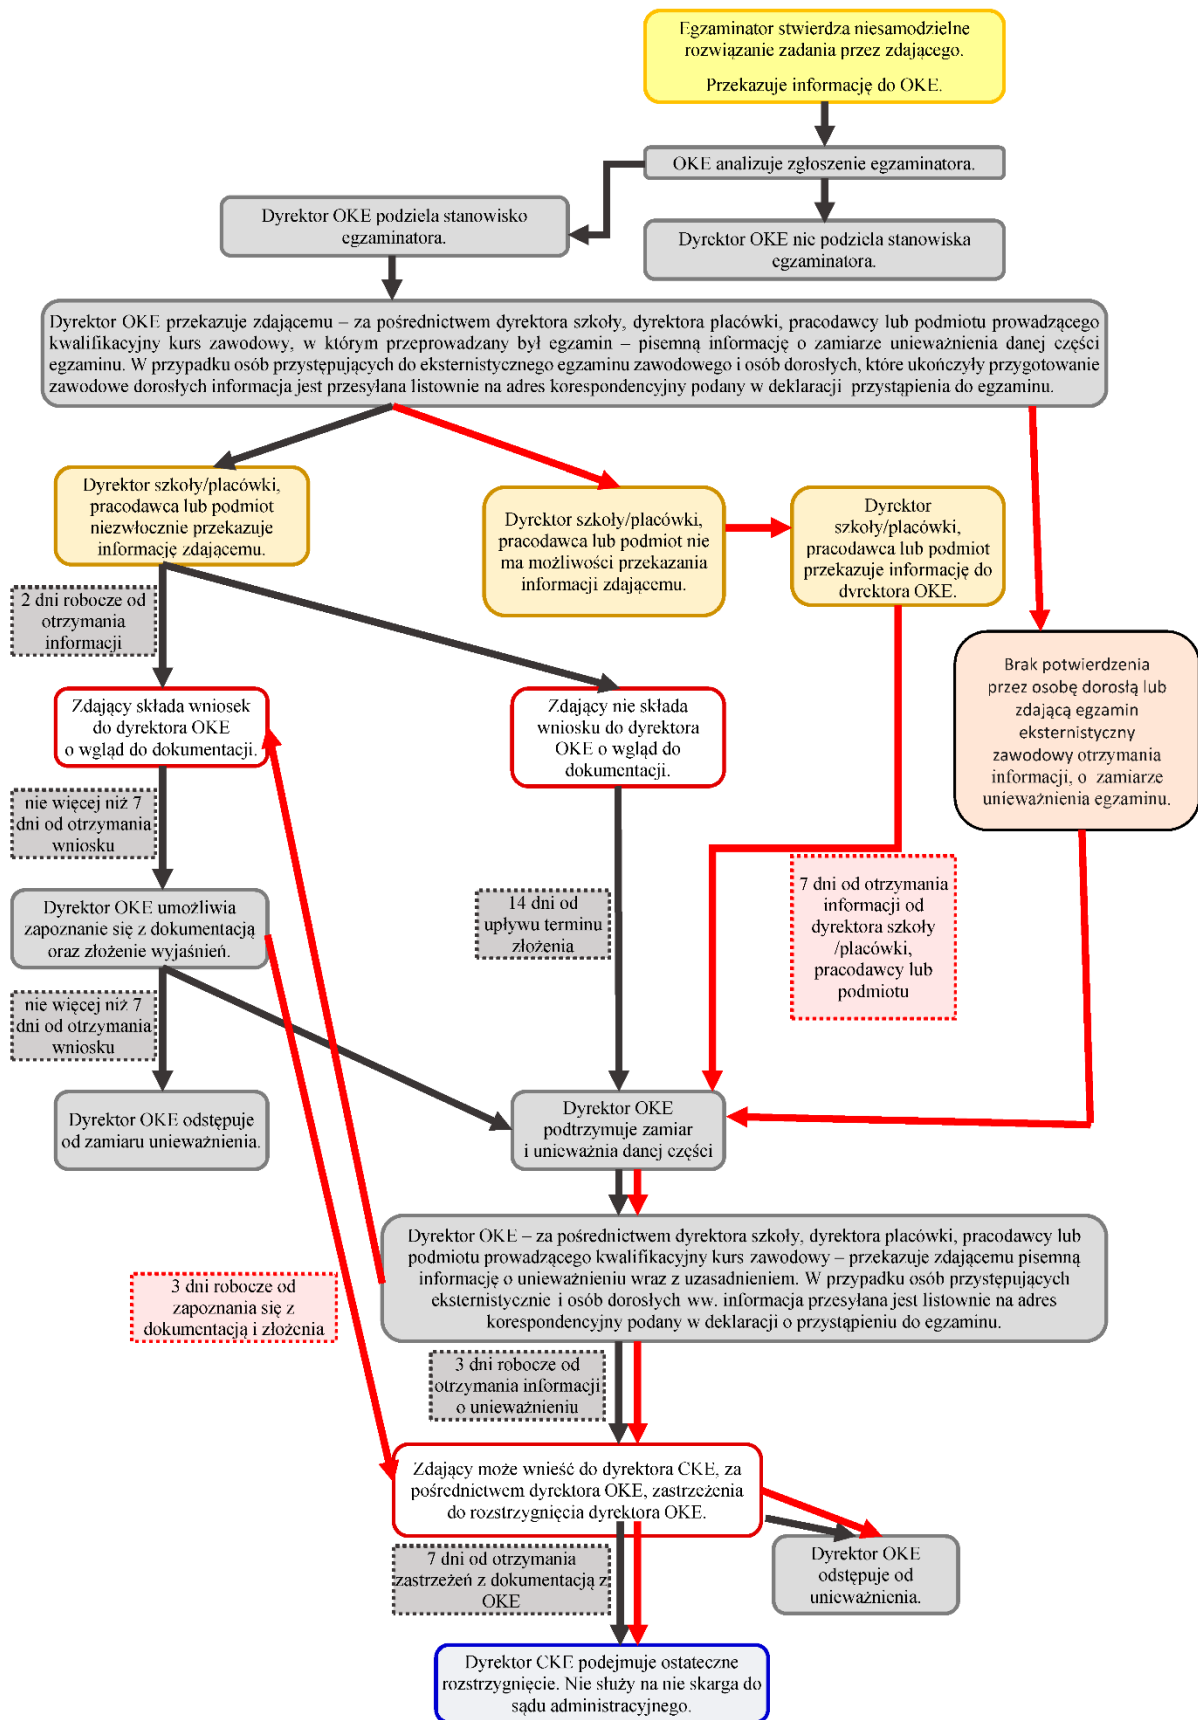 Egzaminator stwierdza niesamodzielne
rozwiązanie zadania przez zdającego.
Przekazuje informację do OKE.
OKE analizuje zgłoszenie egzaminatora.
Dyrektor OKE podziela stanowisko
egzaminatora.
Dyrektor OKE nie podziela stanowiska
egzaminatora.
Dyrektor OKE przekazuje zdającemu – za pośrednictwem dyrektora szkoły, dyrektora placówki, pracodawcy lub podmiotu prowadzącego
kwalifikacyjny kurs zawodowy, w którym przeprowadzany był egzamin – pisemną informację o zamiarze unieważnienia danej części
egzaminu. W przypadku osób przystępujących do eksternistycznego egzaminu zawodowego i osób dorosłych, które ukończyły przygotowanie
zawodowe dorosłych informacja jest przesyłana listownie na adres korespondencyjny podany w deklaracji przystąpienia do egzaminu.
Dyrektor szkoły/placówki,
pracodawca lub podmiot
niezwłocznie przekazuje
informację zdającemu.
Dyrektor szkoły/placówki,
pracodawca lub podmiot nie
ma możliwości przekazania
informacji zdającemu.
Dyrektor
szkoły/placówki,
pracodawca lub podmiot
przekazuje informację do
dyrektora OKE.
2 dni robocze od
otrzymania
informacji
Brak potwierdzenia
przez osobę dorosłą lub
zdającą egzamin
eksternistyczny
zawodowy otrzymania
informacji, o zamiarze
unieważnienia egzaminu.
Zdający składa wniosek
do dyrektora OKE
o wgląd do dokumentacji.
Zdający nie składa
wniosku do dyrektora
OKE o wgląd do
dokumentacji.
nie więcej niż 7
dni od otrzymania
wniosku
Dyrektor OKE umożliwia
zapoznanie się z dokumentacją
oraz złożenie wyjaśnień.
14 dni od
upływu terminu
złożenia
7 dni od otrzymania
informacji od
dyrektora szkoły
/placówki,
pracodawcy lub
podmiotu
nie więcej niż 7
dni od otrzymania
wniosku
Dyrektor OKE odstępuje
od zamiaru unieważnienia.
Dyrektor OKE
podtrzymuje zamiar
i unieważnia danej części
Dyrektor OKE – za pośrednictwem dyrektora szkoły, dyrektora placówki, pracodawcy lub
podmiotu prowadzącego kwalifikacyjny kurs zawodowy – przekazuje zdającemu pisemną
informację o unieważnieniu wraz z uzasadnieniem. W przypadku osób przystępujących
eksternistycznie i osób dorosłych ww. informacja przesyłana jest listownie na adres
korespondencyjny podany w deklaracji o przystąpieniu do egzaminu.
3 dni robocze od
zapoznania się z
dokumentacją i złożenia
3 dni robocze od
otrzymania informacji
o unieważnieniu
Zdający może wnieść do dyrektora CKE, za
pośrednictwem dyrektora OKE, zastrzeżenia
do rozstrzygnięcia dyrektora OKE.
7 dni od otrzymania
zastrzeżeń z dokumentacją z
OKE
Dyrektor OKE
odstępuje od
unieważnienia.
Dyrektor CKE podejmuje ostateczne
rozstrzygnięcie. Nie służy na nie skarga do
sądu administracyjnego.